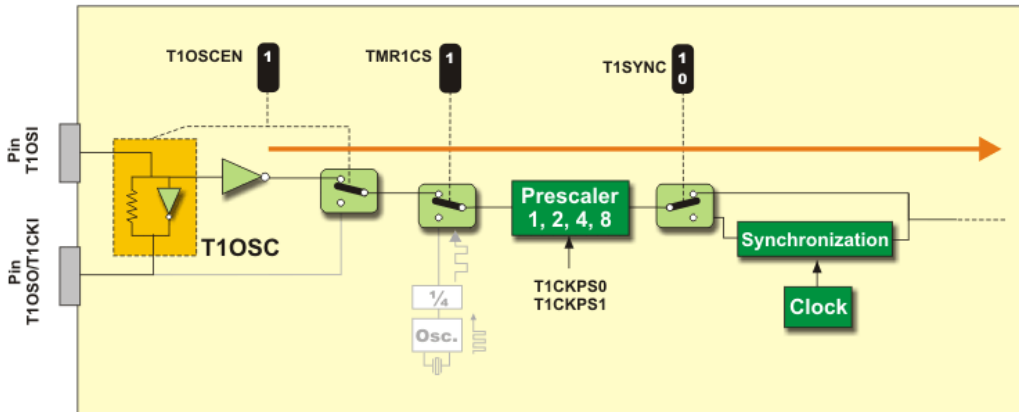 T1OSCEN
1
TMR1CS
1
T1SYNC
1
0
Pin
T1OSI
Pin
T1OSO/T1CKI
T1OSC
Prescaler
1, 2, 4, 8
T1CKPS0
T1CKPS1
Synchronization
Clock
¼
Osc.